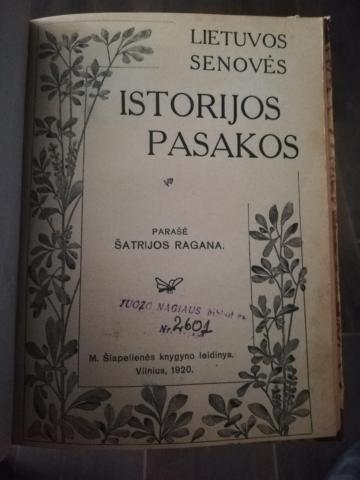 LIETUVOS
SENOVĖS
ISTORIJOS
PASAKOS
PARAŠĖ
ŠATRIJOS RAGANA.
JUOZO NAGIAUS
Nr. 2601
M. Šlapelienės knygyno leidinys.
Vilnius, 1920.